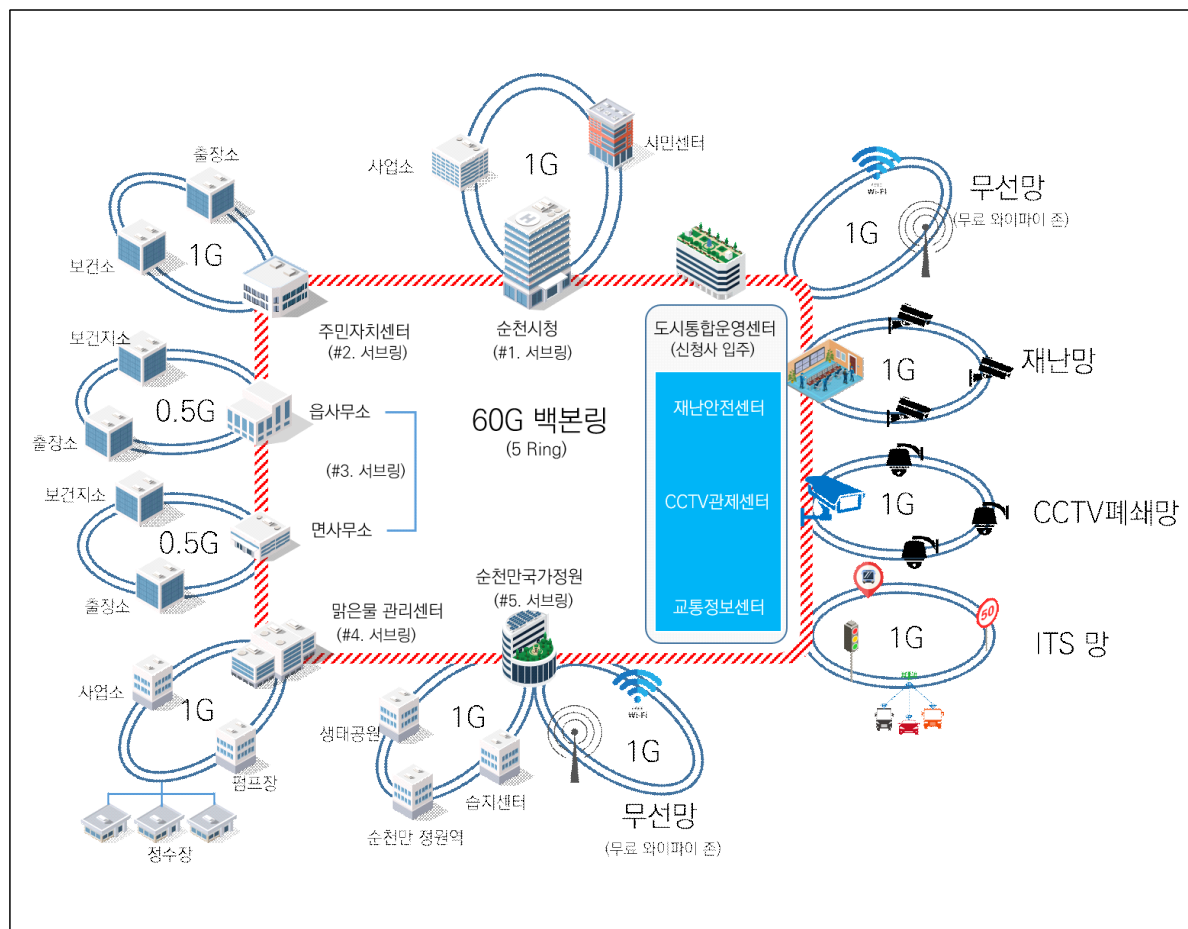 출장소
1G
보건소
주민자치센터
(#2. 서브링)
사업소
1G
시민센터
순천시청
(#1. 서브링)
Wi-Fi
1G
무선망
(무료 와이파이 존)
도시통합운영센터
(신청사 입주)
재난안전센터
CCTV관제센터
교통정보센터
1G
재난망
1G
CCTV폐쇄망
50
1G
ITS 망
보건지소
0.5G
출장소
읍사무소
(#3. 서브링)
면사무소
보건지소
0.5G
출장소
60G 백본링
(5 Ring)
맑은물 관리센터
(#4. 서브링)
사업소
1G
펌프장
정수장
순천만국가정원
(#5. 서브링)
생태공원
1G
습지센터
순천만 정원역
Wi-Fi
1G
무선망
(무료 와이파이 존)